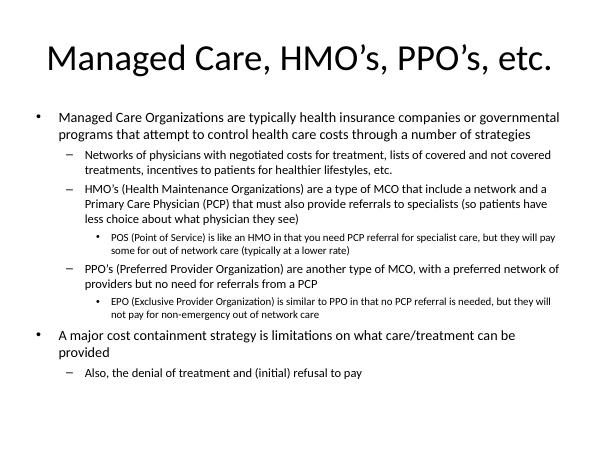 Managed Care, HMO’s, PPO’s, etc.
• Managed Care Organizations are typically health insurance companies or governmental
programs that attempt to control health care costs through a number of strategies
– Networks of physicians with negotiated costs for treatment, lists of covered and not covered
treatments, incentives to patients for healthier lifestyles, etc.
– HMO’s (Health Maintenance Organizations) are a type of MCO that include a network and a
Primary Care Physician (PCP) that must also provide referrals to specialists (so patients have
less choice about what physician they see)
• POS (Point of Service) is like an HMO in that you need PCP referral for specialist care, but they will pay
some for out of network care (typically at a lower rate)
– PPO’s (Preferred Provider Organization) are another type of MCO, with a preferred network of
providers but no need for referrals from a PCP
• EPO (Exclusive Provider Organization) is similar to PPO in that no PCP referral is needed, but they will
not pay for non-emergency out of network care
• A major cost containment strategy is limitations on what care/treatment can be
provided
– Also, the denial of treatment and (initial) refusal to pay